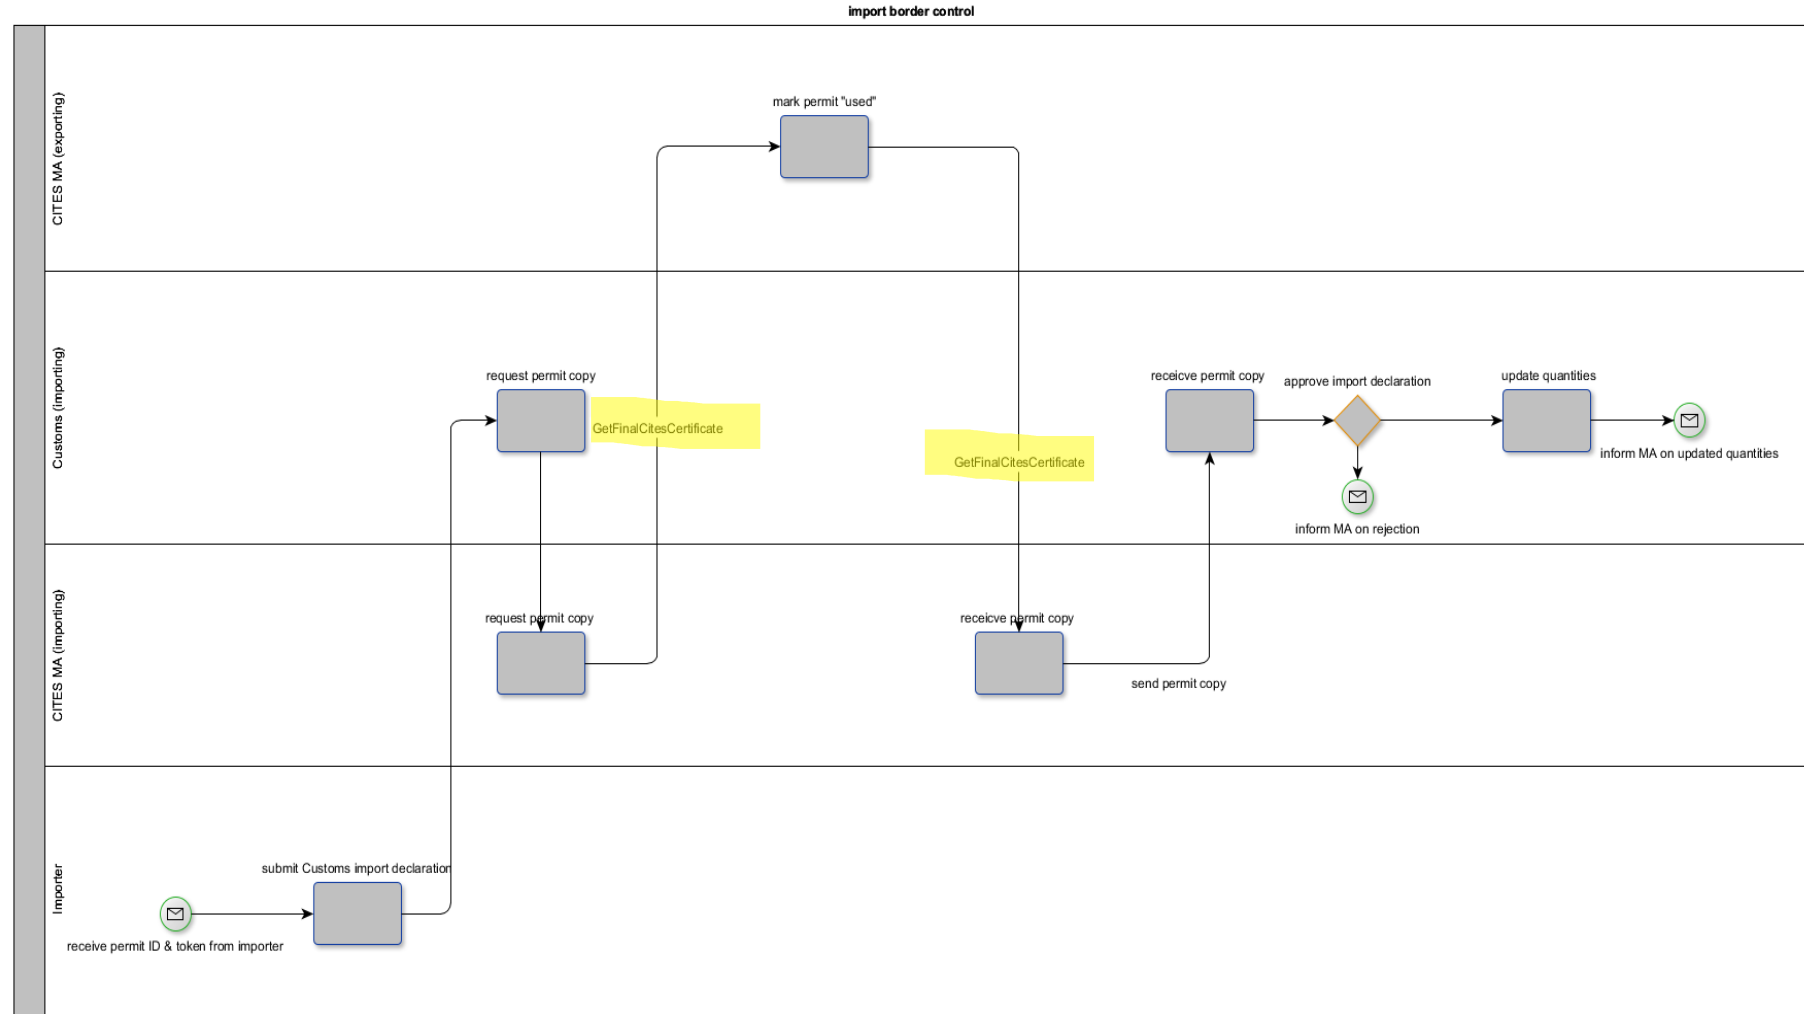 import border control
CITES MA (exporting)
mark permit "used"
Customs (importing)
request permit copy
GetFinalCitesCertificate
GetFinalCitesCertificate
receicve permit copy
approve import declaration
update quantities
inform MA on updated quantities
inform MA on rejection
CITES MA (importing)
request permit copy
receicve permit copy
send permit copy
Importer
submit Customs import declaration
receive permit ID & token from importer